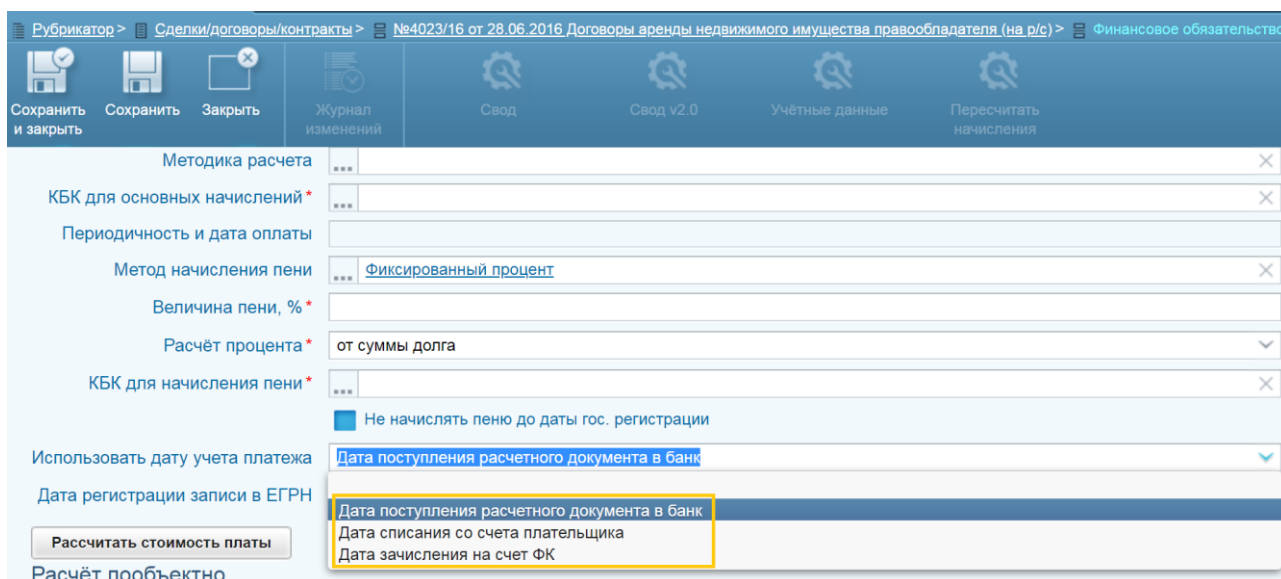 Рубрикатор > Сделки/договоры/контракты > №4023/16 от 28.06.2016 Договоры аренды недвижимого имущества правообладателя (на р/с) > Финансовое обязательство
Сохранить и закрыть
Сохранить
Закрыть
Журнал изменений
Свод
Свод v2.0
Учётные данные
Пересчитать начисления
Методика расчета ...
КБК для основных начислений * ...
Периодичность и дата оплаты
Метод начисления пени ... Фиксированный процент
Величина пени, % *
Расчёт процента * от суммы долга
КБК для начисления пени * ...
Не начислять пеню до даты гос. регистрации
Использовать дату учета платежа Дата поступления расчетного документа в банк
Дата регистрации записи в ЕГРН
Дата поступления расчетного документа в банк
Дата списания со счета плательщика
Дата зачисления на счет ФК
Рассчитать стоимость платы
Расчёт пообъектно